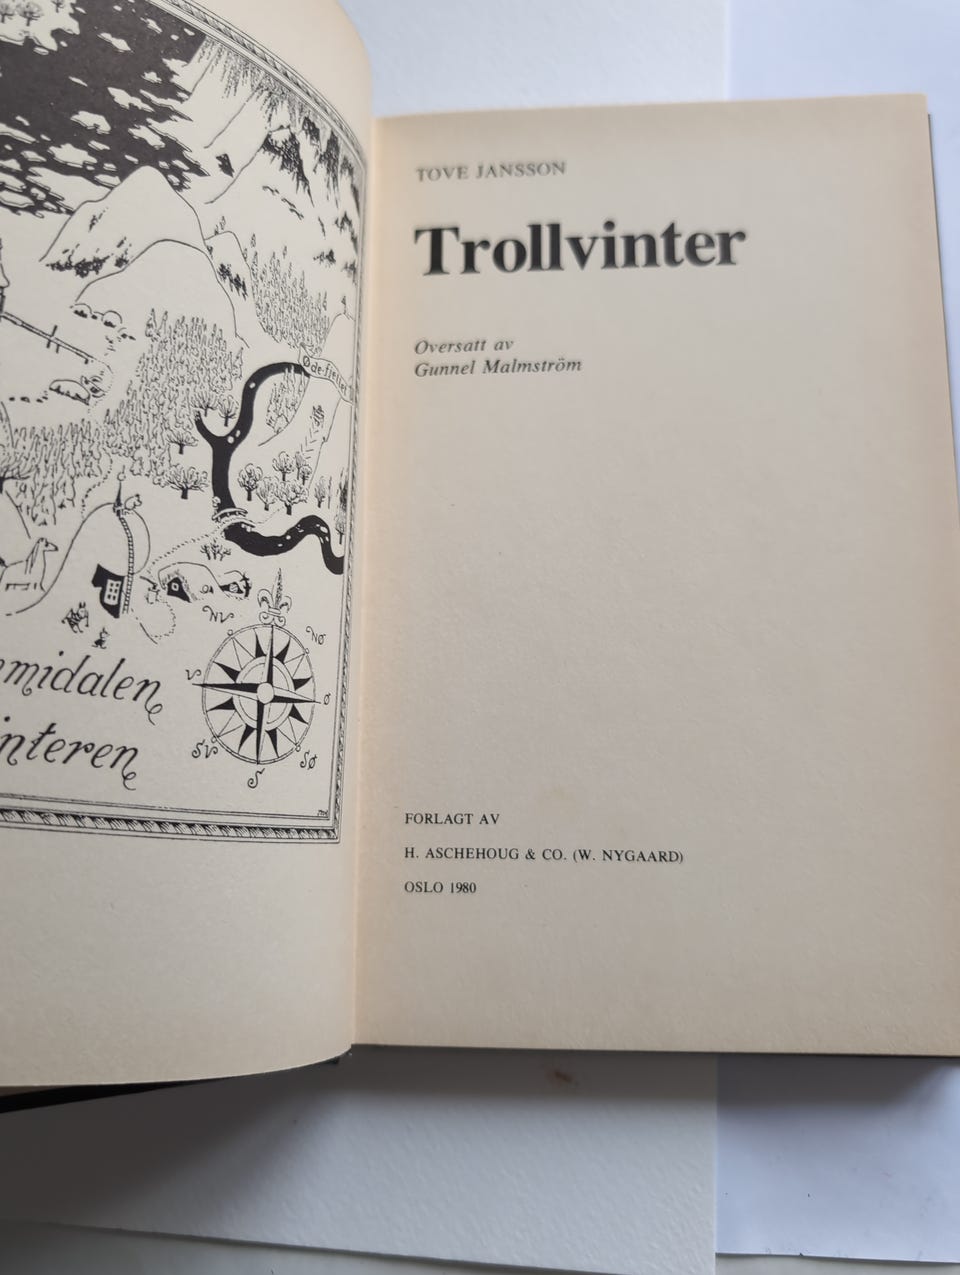 Øde-fjellet
NV
NØ
V
Ø
SV
SØ
S
midalen
nteren
TOVE JANSSON
Trollvinter
Oversatt av
Gunnel Malmström
FORLAGT AV
H. ASCHEHOUG & CO. (W. NYGAARD)
OSLO 1980